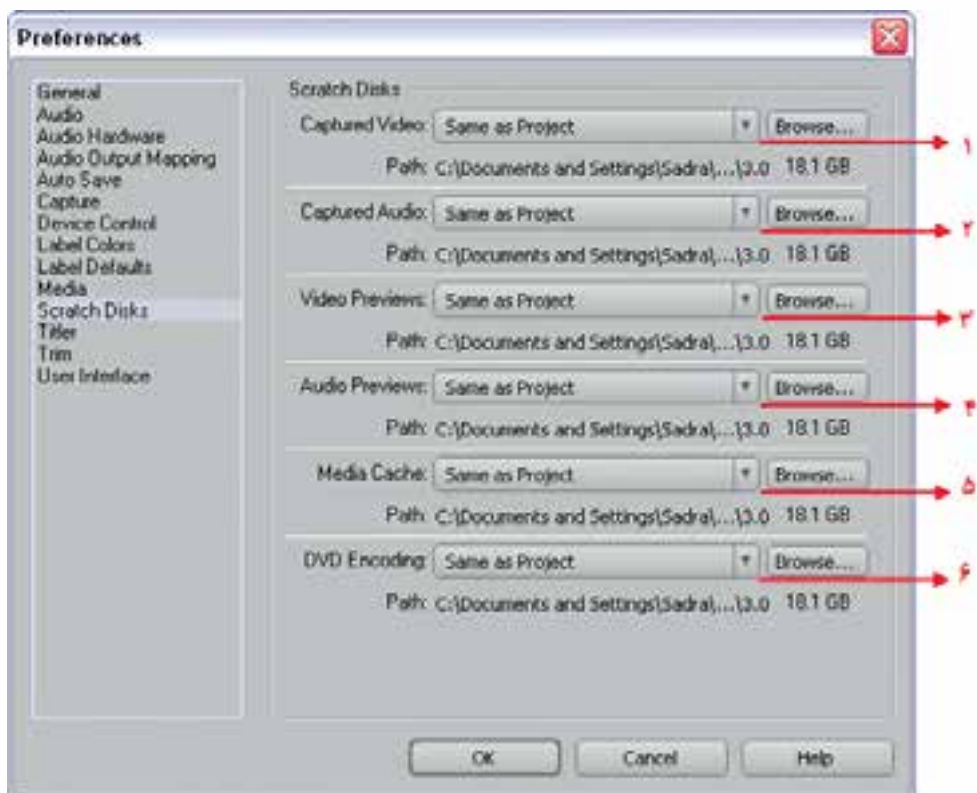 Preferences
General
Audio
Audio Hardware
Audio Output Mapping
Auto Save
Capture
Device Control
Label Colors
Label Defaults
Media
Scratch Disks
Titler
Trim
User Interface
Scratch Disks
Captured Video: Same as Project Browse... ۱
Path: C:\Documents and Settings\Sadra\...\3.0 18.1 GB
Captured Audio: Same as Project Browse... ۲
Path: C:\Documents and Settings\Sadra\...\3.0 18.1 GB
Video Previews: Same as Project Browse... ۳
Path: C:\Documents and Settings\Sadra\...\3.0 18.1 GB
Audio Previews: Same as Project Browse... ۴
Path: C:\Documents and Settings\Sadra\...\3.0 18.1 GB
Media Cache: Same as Project Browse... ۵
Path: C:\Documents and Settings\Sadra\...\3.0 18.1 GB
DVD Encoding: Same as Project Browse... ۶
Path: C:\Documents and Settings\Sadra\...\3.0 18.1 GB
OK Cancel Help